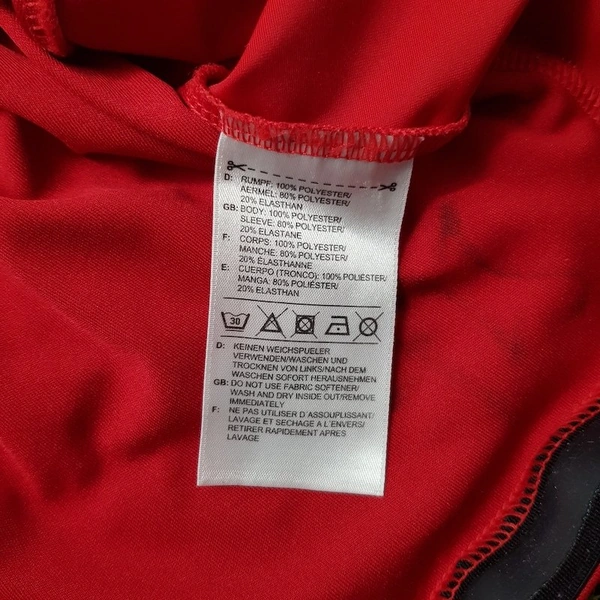 D: RUMPF: 100% POLYESTER/
AERMEL: 80% POLYESTER/
20% ELASTHAN
GB: BODY: 100% POLYESTER/
SLEEVE: 80% POLYESTER/
20% ELASTANE
F: CORPS: 100% POLYESTER/
MANCHE: 80% POLYESTER/
20% ÉLASTHANNE
E: CUERPO (TRONCO): 100% POLIÉSTER/
MANGA: 80% POLIÉSTER/
20% ELASTHAN
30
D: KEINEN WEICHSPUELER
VERWENDEN/WASCHEN UND
TROCKNEN VON LINKS/NACH DEM
WASCHEN SOFORT HERAUSNEHMEN
GB: DO NOT USE FABRIC SOFTENER/
WASH AND DRY INSIDE OUT/REMOVE
IMMEDIATELY
F: NE PAS UTILISER D'ASSOUPLISSANT/
LAVAGE ET SECHAGE A L'ENVERS/
RETIRER RAPIDEMENT APRES
LAVAGE